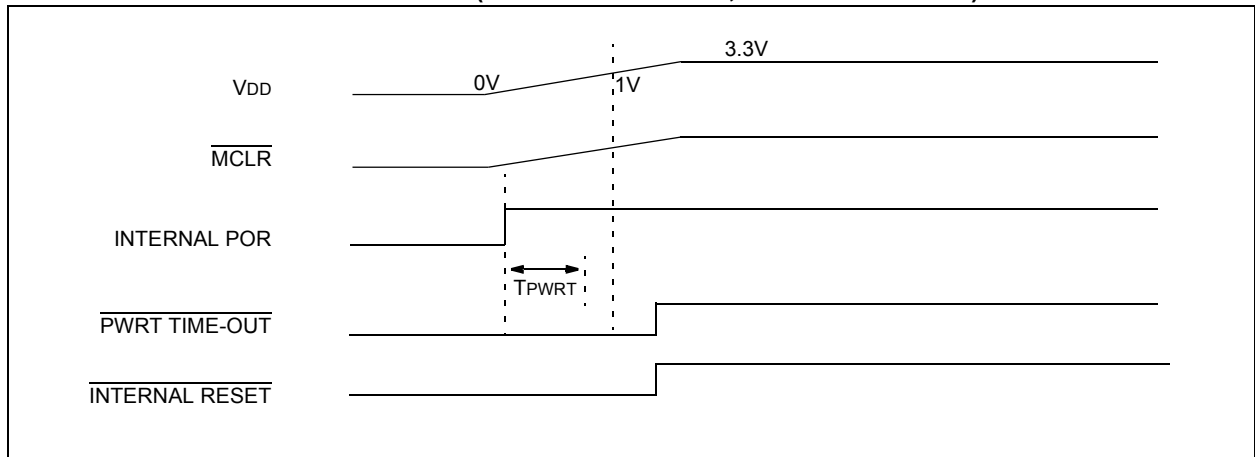 3.3V
VDD
0V
1V
MCLR
INTERNAL POR
TPWRT
PWRT TIME-OUT
INTERNAL RESET